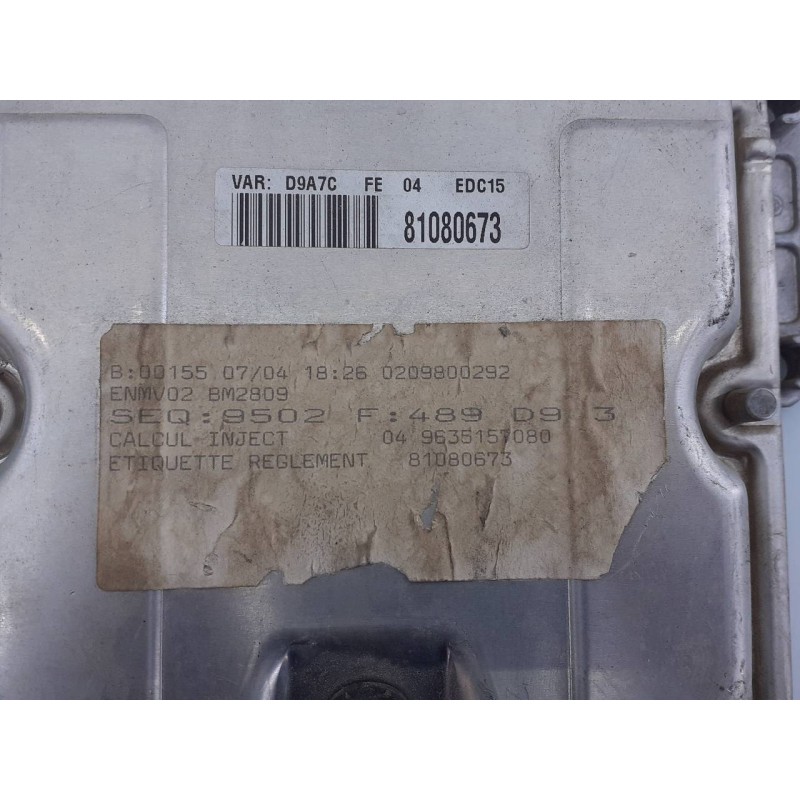 VAR: D9A7C FE 04 EDC15
81080673
B:00155 07/04 18:26 0209800292
ENMV02 BM2809
SEQ:9502 F:489 D9 3
CALCUL INJECT 04 9635157080
ETIQUETTE REGLEMENT 81080673